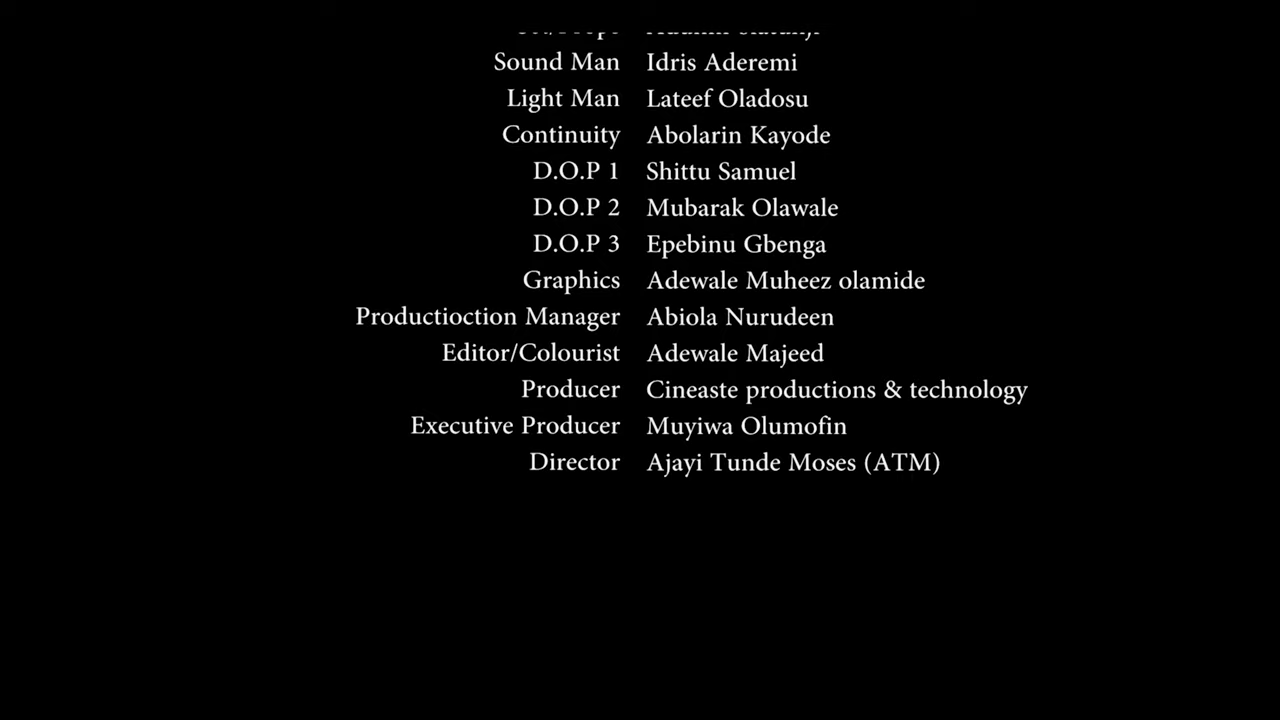 Sound Man Idris Aderemi
Light Man Lateef Oladosu
Continuity Abolarin Kayode
D.O.P 1 Shittu Samuel
D.O.P 2 Mubarak Olawale
D.O.P 3 Epebinu Gbenga
Graphics Adewale Muheez olamide
Productioction Manager Abiola Nurudeen
Editor/Colourist Adewale Majeed
Producer Cineaste productions & technology
Executive Producer Muyiwa Olumofin
Director Ajayi Tunde Moses (ATM)